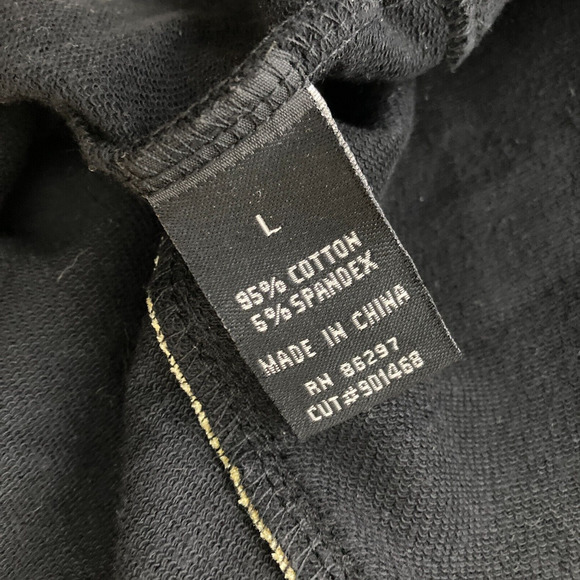 L
95% COTTON
5% SPANDEX
MADE IN CHINA
RN 86297
CUT#901468